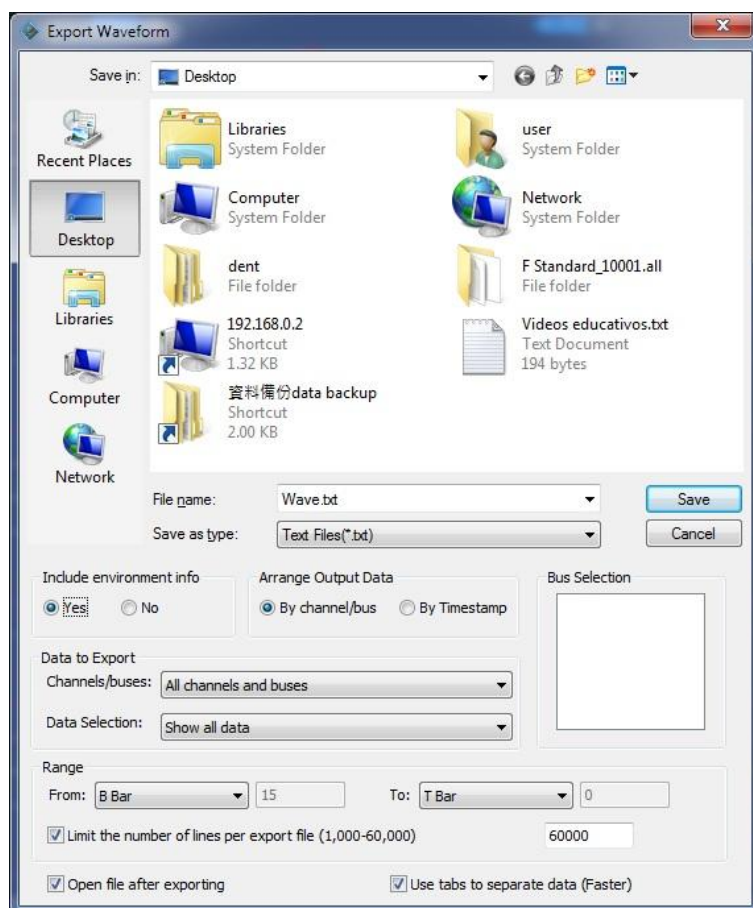 Export Waveform
Save in: Desktop
Recent Places
Desktop
Libraries
Computer
Network
Libraries
System Folder
user
System Folder
Computer
System Folder
Network
System Folder
dent
File folder
F Standard_10001.all
File folder
192.168.0.2
Shortcut
1.32 KB
Videos educativos.txt
Text Document
194 bytes
資料備份data backup
Shortcut
2.00 KB
File name: Wave.txt Save
Save as type: Text Files(*.txt) Cancel
Include environment info
Yes No
Arrange Output Data
By channel/bus By Timestamp
Bus Selection
Data to Export
Channels/buses: All channels and buses
Data Selection: Show all data
Range
From: B Bar 15 To: T Bar 0
Limit the number of lines per export file (1,000-60,000) 60000
Open file after exporting Use tabs to separate data (Faster)